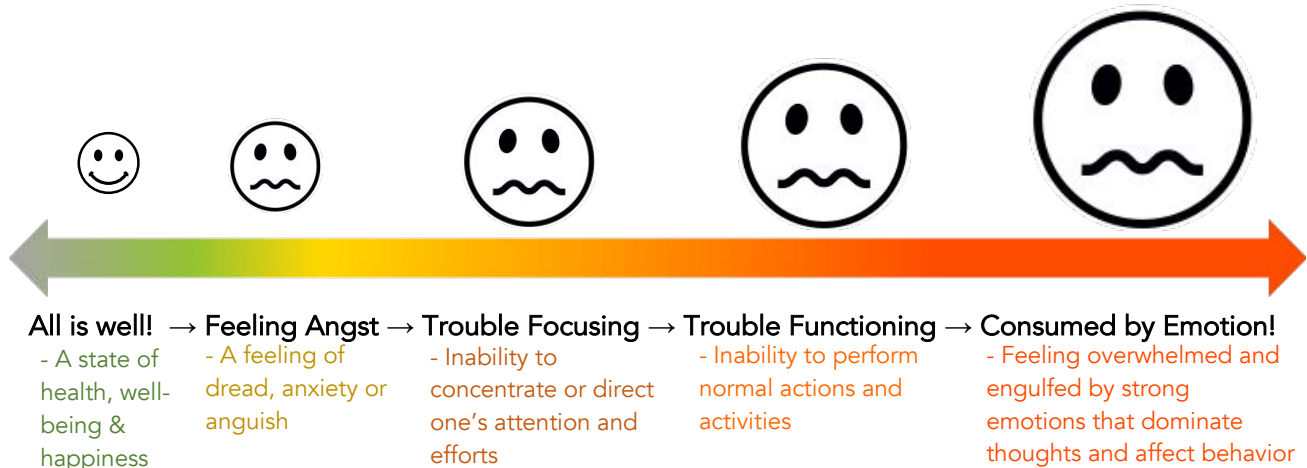 All is well! → Feeling Angst → Trouble Focusing → Trouble Functioning → Consumed by Emotion!
- A state of
health, well-
being &
happiness
- A feeling of
dread, anxiety or
anguish
- Inability to
concentrate or direct
one’s attention and
efforts
- Inability to perform
normal actions and
activities
- Feeling overwhelmed and
engulfed by strong
emotions that dominate
thoughts and affect behavior